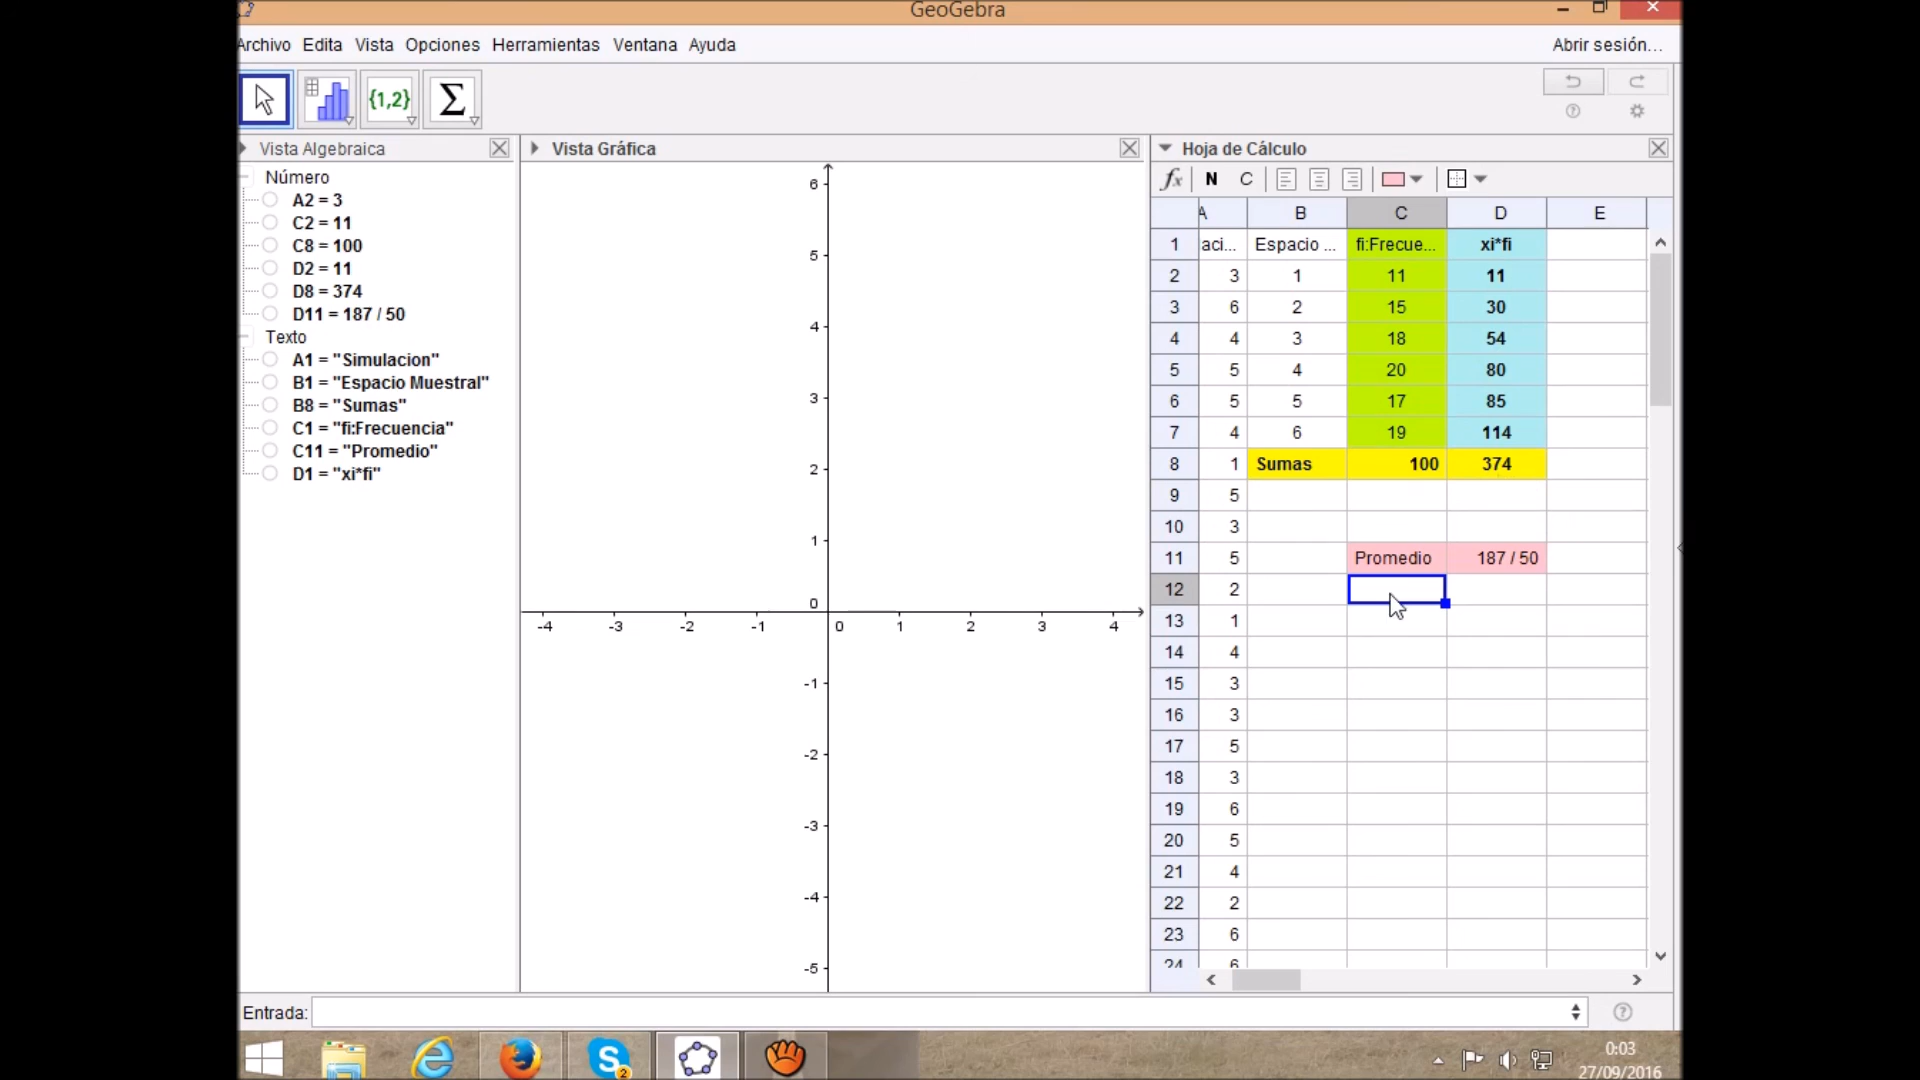 GeoGebra
Archivo Edita Vista Opciones Herramientas Ventana Ayuda Abrir sesión...
{1,2} Σ
Vista Algebraica
Número
A2 = 3
C2 = 11
C8 = 100
D2 = 11
D8 = 374
D11 = 187 / 50
Texto
A1 = "Simulacion"
B1 = "Espacio Muestral"
B8 = "Sumas"
C1 = "fi:Frecuencia"
C11 = "Promedio"
D1 = "xi*fi"
Vista Gráfica
6
5
4
3
2
1
0
-4 -3 -2 -1 0 1 2 3 4
-1
-2
-3
-4
-5
Hoja de Cálculo
fx N C
A B C D E
1 aci... Espacio ... fi:Frecue... xi*fi
2 3 1 11 11
3 6 2 15 30
4 4 3 18 54
5 5 4 20 80
6 5 5 17 85
7 4 6 19 114
8 1 Sumas 100 374
9 5
10 3
11 5 Promedio 187 / 50
12 2
13 1
14 4
15 3
16 3
17 5
18 3
19 6
20 5
21 4
22 2
23 6
24 6
Entrada:
S 2
0:03
27/09/2016